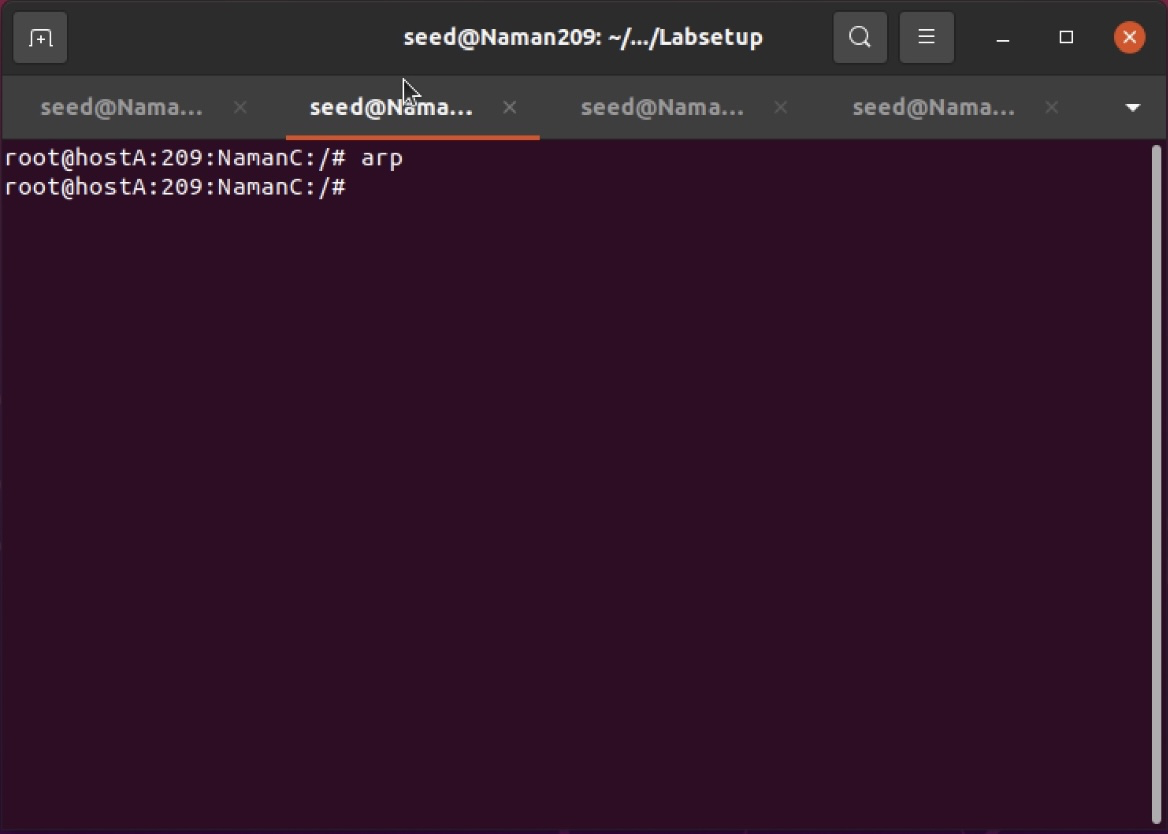 seed@Naman209: ~/.../Labsetup
seed@Nama... seed@Nama... seed@Nama... seed@Nama...
root@hostA:209:NamanC:/# arp
root@hostA:209:NamanC:/#